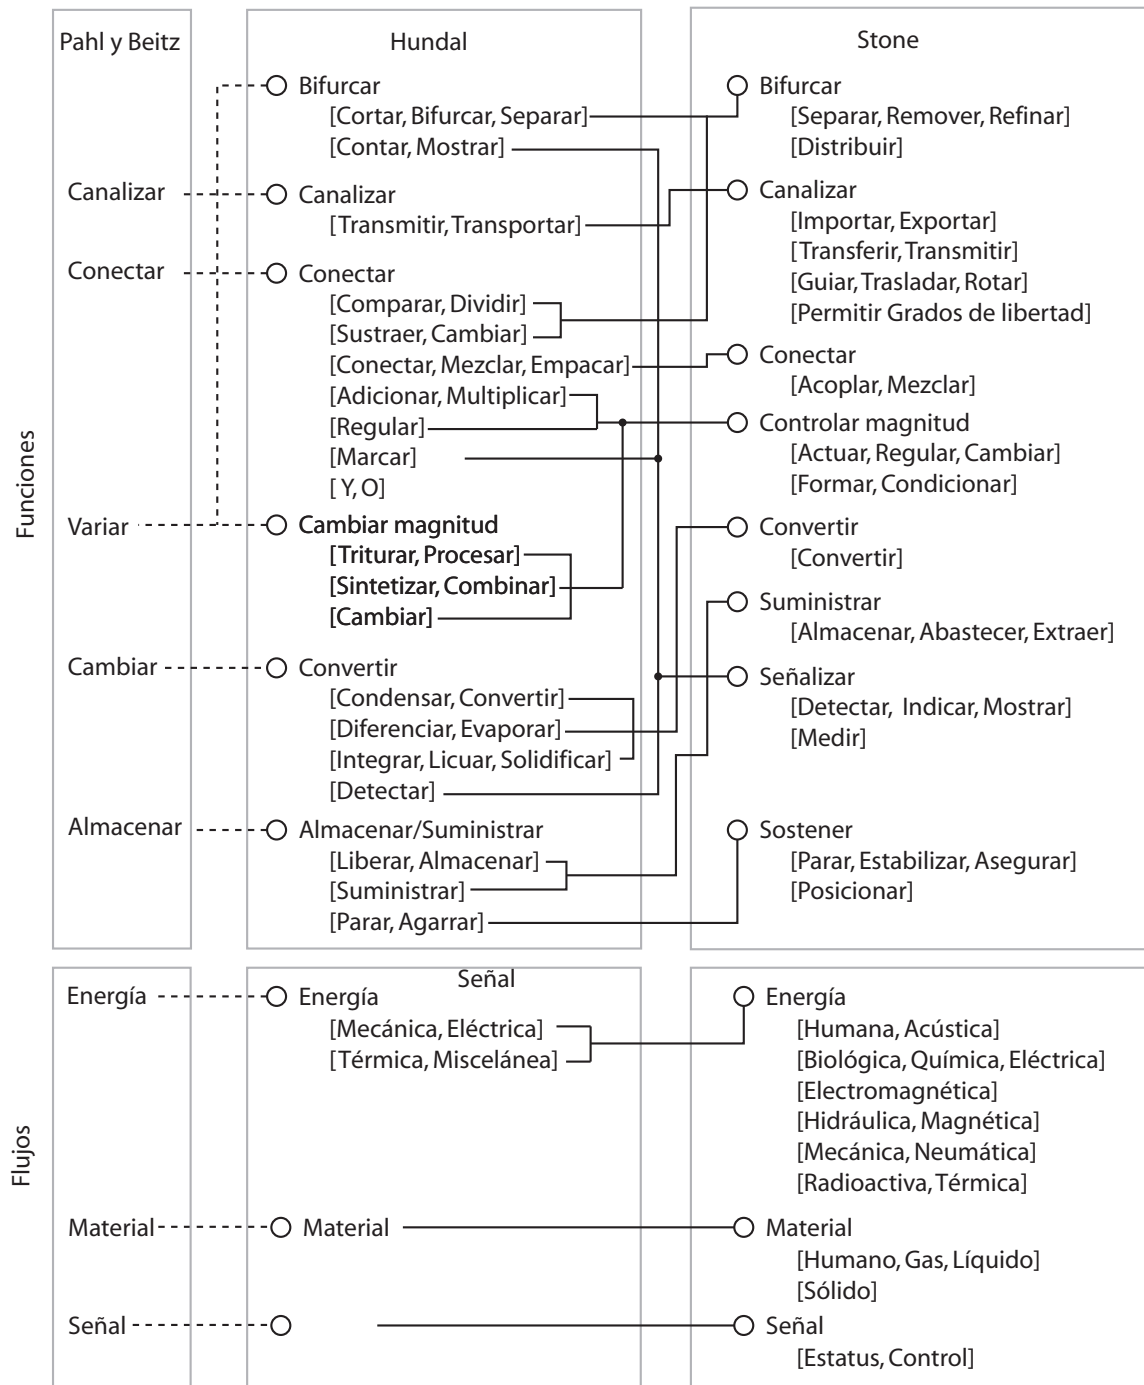 Pahl y Beitz
Funciones
Canalizar
Conectar
Variar
Cambiar
Almacenar
Hundal
Bifurcar
[Cortar, Bifurcar, Separar]
[Contar, Mostrar]
Canalizar
[Transmitir, Transportar]
Conectar
[Comparar, Dividir]
[Sustraer, Cambiar]
[Conectar, Mezclar, Empacar]
[Adicionar, Multiplicar]
[Regular]
[Marcar]
[ Y, O]
Cambiar magnitud
[Triturar, Procesar]
[Sintetizar, Combinar]
[Cambiar]
Convertir
[Condensar, Convertir]
[Diferenciar, Evaporar]
[Integrar, Licuar, Solidificar]
[Detectar]
Almacenar/Suministrar
[Liberar, Almacenar]
[Suministrar]
[Parar, Agarrar]
Stone
Bifurcar
[Separar, Remover, Refinar]
[Distribuir]
Canalizar
[Importar, Exportar]
[Transferir, Transmitir]
[Guiar, Trasladar, Rotar]
[Permitir Grados de libertad]
Conectar
[Acoplar, Mezclar]
Controlar magnitud
[Actuar, Regular, Cambiar]
[Formar, Condicionar]
Convertir
[Convertir]
Suministrar
[Almacenar, Abastecer, Extraer]
Señalizar
[Detectar, Indicar, Mostrar]
[Medir]
Sostener
[Parar, Estabilizar, Asegurar]
[Posicionar]
Flujos
Energía
Material
Señal
Señal
Energía
[Mecánica, Eléctrica]
[Térmica, Miscelánea]
Material
Energía
[Humana, Acústica]
[Biológica, Química, Eléctrica]
[Electromagnética]
[Hidráulica, Magnética]
[Mecánica, Neumática]
[Radioactiva, Térmica]
Material
[Humano, Gas, Líquido]
[Sólido]
Señal
[Estatus, Control]